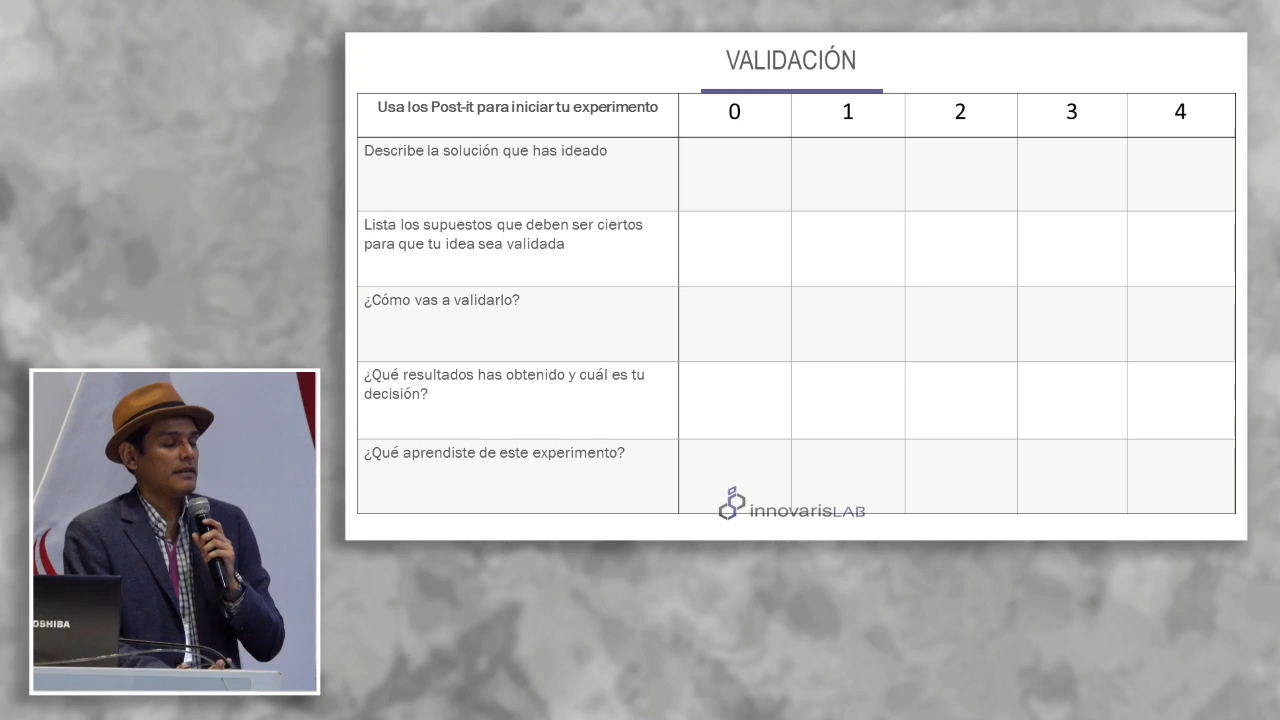 VALIDACIÓN
Usa los Post-it para iniciar tu experimento 0 1 2 3 4
Describe la solución que has ideado
Lista los supuestos que deben ser ciertos
para que tu idea sea validada
¿Cómo vas a validarlo?
¿Qué resultados has obtenido y cuál es tu
decisión?
¿Qué aprendiste de este experimento?
innovarisLAB
OSHIBA